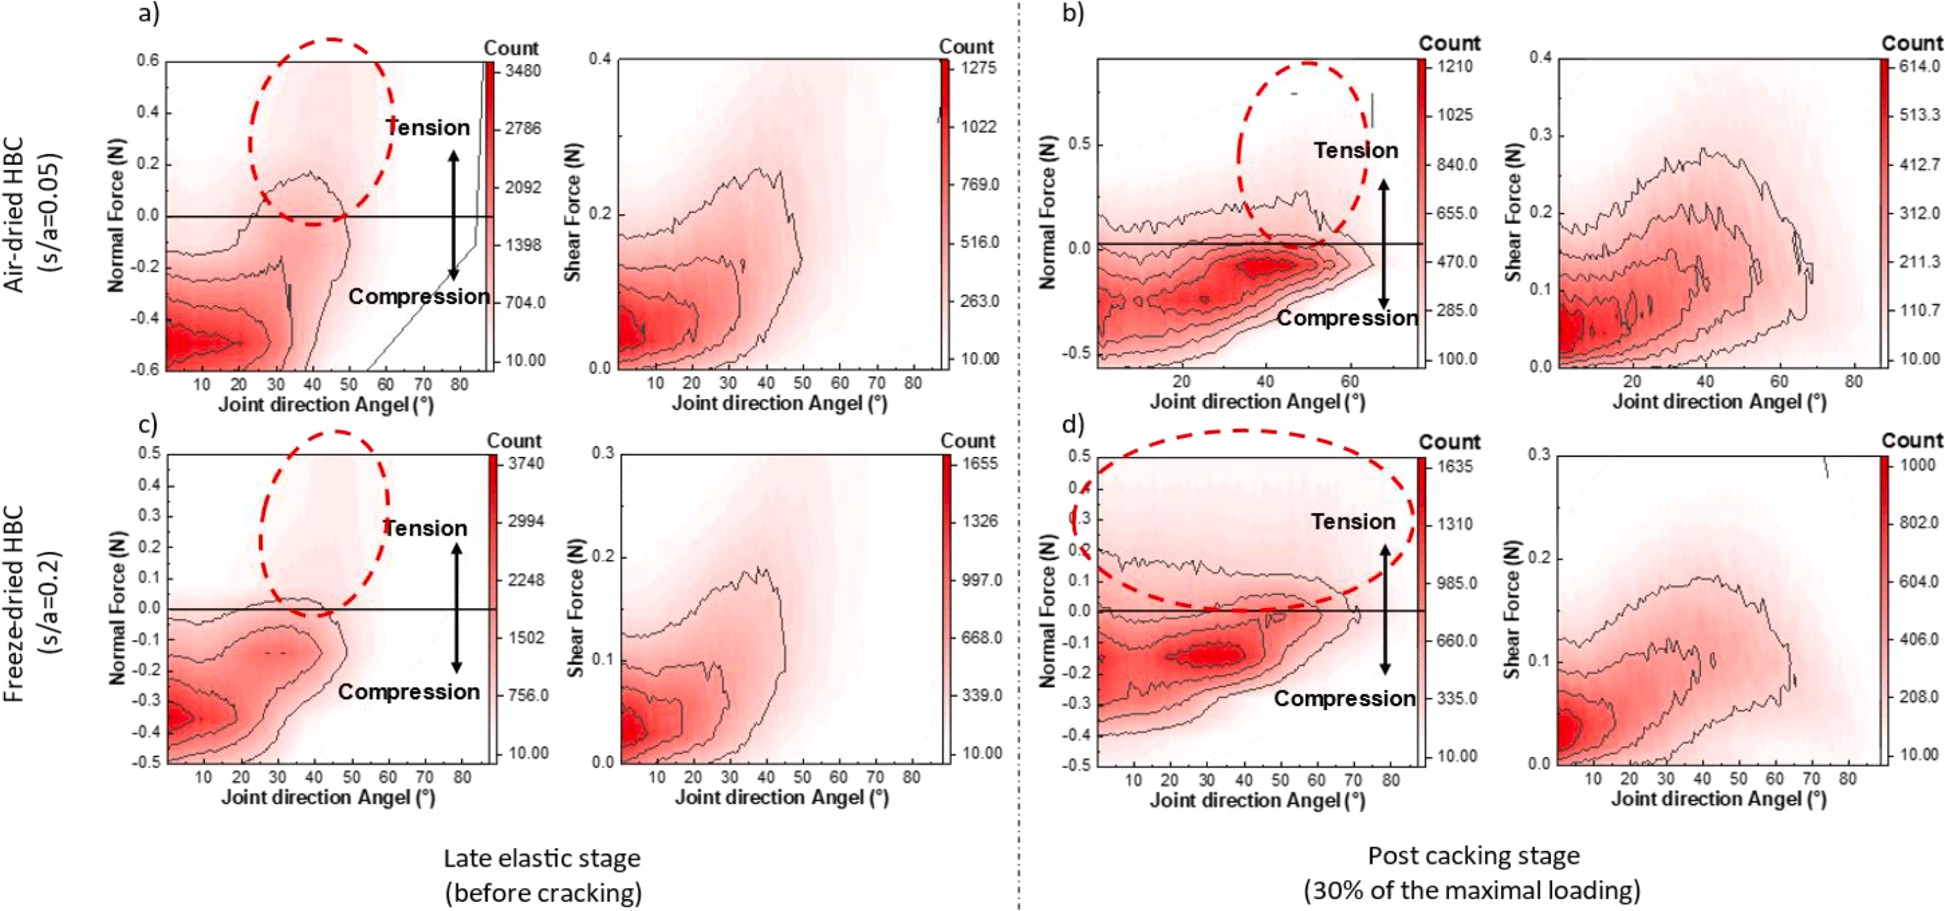 a)
Air-dried HBC
(s/a=0.05)
Normal Force (N)
0.6
0.4
0.2
0.0
-0.2
-0.4
-0.6
10 20 30 40 50 60 70 80
Joint direction Angel (°)
Tension
Compression
Count
3480
2786
2092
1398
704.0
10.00
Shear Force (N)
0.4
0.2
0.0
10 20 30 40 50 60 70 80
Joint direction Angel (°)
Count
1275
1022
769.0
516.0
263.0
10.00
b)
Normal Force (N)
0.5
0.0
-0.5
20 40 60
Joint direction Angel (°)
Tension
Compression
Count
1210
1025
840.0
655.0
470.0
285.0
100.0
Shear Force (N)
0.4
0.3
0.2
0.1
0.0
20 40 60 80
Joint direction Angel (°)
Count
614.0
513.3
412.7
312.0
211.3
110.7
10.00
c)
Freeze-dried HBC
(s/a=0.2)
Normal Force (N)
0.5
0.4
0.3
0.2
0.1
0.0
-0.1
-0.2
-0.3
-0.4
-0.5
10 20 30 40 50 60 70 80
Joint direction Angel (°)
Tension
Compression
Count
3740
2994
2248
1502
756.0
10.00
Shear Force (N)
0.3
0.2
0.1
0.0
10 20 30 40 50 60 70 80
Joint direction Angel (°)
Count
1655
1326
997.0
668.0
339.0
10.00
d)
Normal Force (N)
0.5
0.4
0.3
0.2
0.1
0.0
-0.1
-0.2
-0.3
-0.4
-0.5
10 20 30 40 50 60 70 80
Joint direction Angel (°)
Tension
Compression
Count
1635
1310
985.0
660.0
335.0
10.00
Shear Force (N)
0.3
0.2
0.1
0.0
10 20 30 40 50 60 70 80
Joint direction Angel (°)
Count
1000
802.0
604.0
406.0
208.0
10.00
Late elastic stage
(before cracking)
Post cacking stage
(30% of the maximal loading)